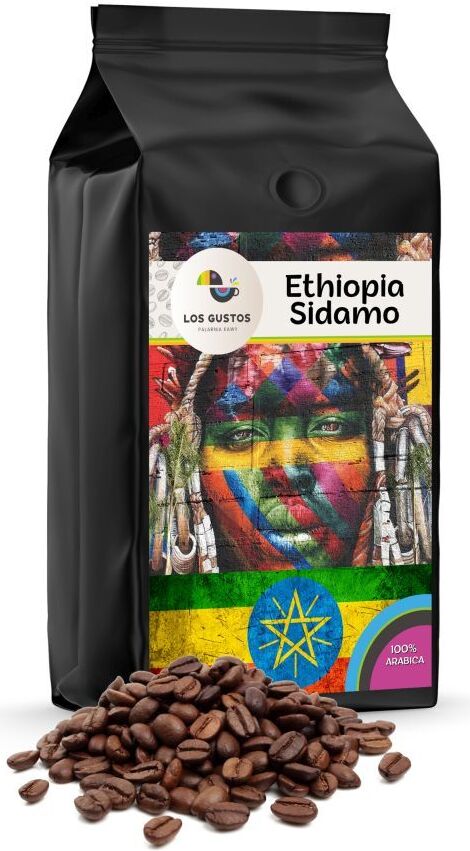 LOS GUSTOS
PALARNIA KAWY
Ethiopia
Sidamo
100%
ARABICA